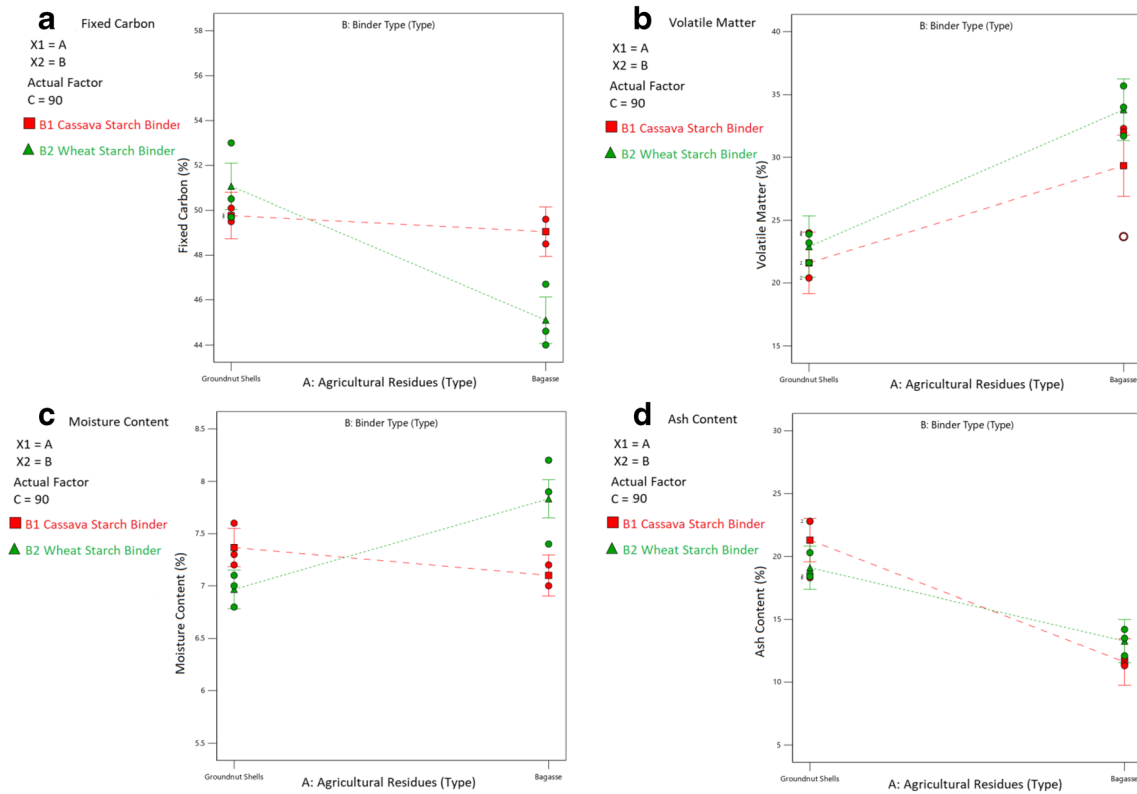 a
Fixed Carbon
B: Binder Type (Type)
X1 = A
X2 = B
Actual Factor
C = 90
B1 Cassava Starch Binder
B2 Wheat Starch Binder
Fixed Carbon (%)
58
56
54
52
50
48
46
44
Groundnut Shells
Bagasse
A: Agricultural Residues (Type)
b
Volatile Matter
B: Binder Type (Type)
X1 = A
X2 = B
Actual Factor
C = 90
B1 Cassava Starch Binder
B2 Wheat Starch Binder
Volatile Matter (%)
40
35
30
25
20
15
Groundnut Shells
Bagasse
A: Agricultural Residues (Type)
c
Moisture Content
B: Binder Type (Type)
X1 = A
X2 = B
Actual Factor
C = 90
B1 Cassava Starch Binder
B2 Wheat Starch Binder
Moisture Content (%)
8.5
8
7.5
7
6.5
6
5.5
Groundnut Shells
Bagasse
A: Agricultural Residues (Type)
d
Ash Content
B: Binder Type (Type)
X1 = A
X2 = B
Actual Factor
C = 90
B1 Cassava Starch Binder
B2 Wheat Starch Binder
Ash Content (%)
30
25
20
15
10
5
Groundnut Shells
Bagasse
A: Agricultural Residues (Type)